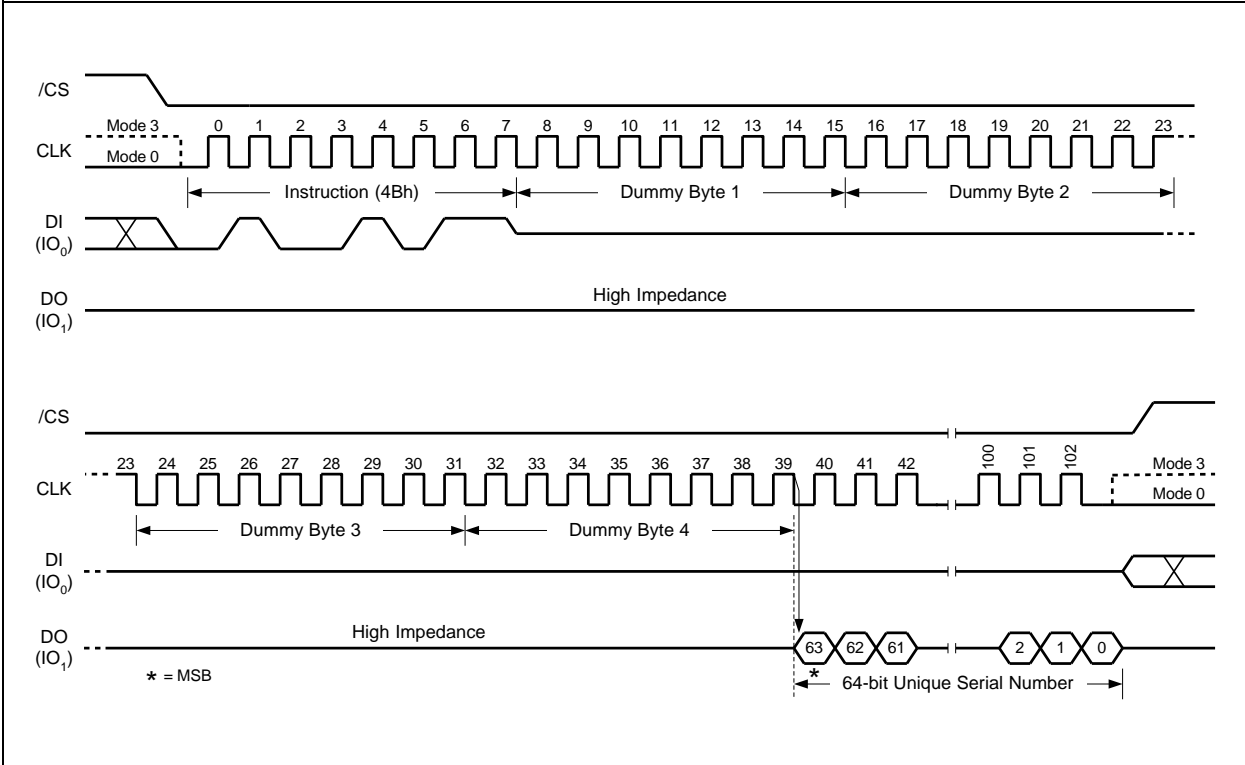 /CS
Mode 3 0 1 2 3 4 5 6 7 8 9 10 11 12 13 14 15 16 17 18 19 20 21 22 23
CLK
Mode 0
Instruction (4Bh) Dummy Byte 1 Dummy Byte 2
DI
(IO₀)
High Impedance
DO
(IO₁)
/CS
23 24 25 26 27 28 29 30 31 32 33 34 35 36 37 38 39 40 41 42 100 101 102 Mode 3
CLK
Mode 0
Dummy Byte 3 Dummy Byte 4
DI
(IO₀)
High Impedance
DO
(IO₁)
63 62 61 2 1 0
* = MSB
*
64-bit Unique Serial Number